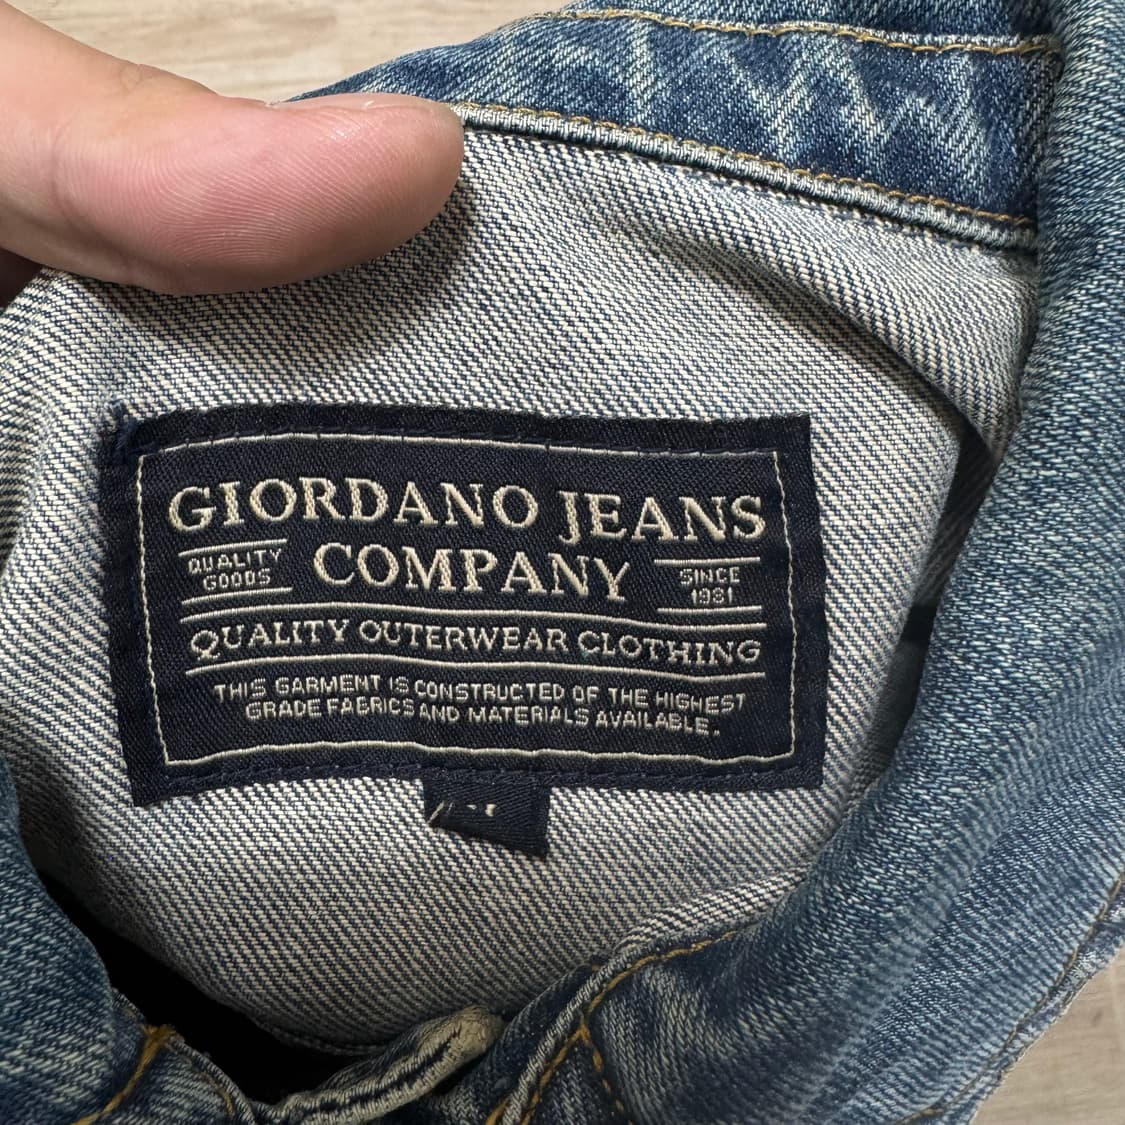 GIORDANO JEANS
COMPANY
QUALITY
GOODS
SINCE
1981
QUALITY OUTERWEAR CLOTHING
THIS GARMENT IS CONSTRUCTED OF THE HIGHEST
GRADE FABRICS AND MATERIALS AVAILABLE.